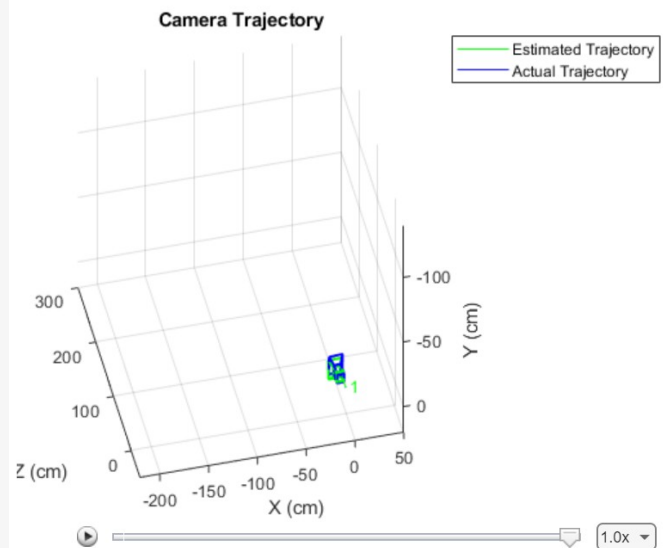 Camera Trajectory
Estimated Trajectory
Actual Trajectory
300
200
100
0
Z (cm)
-200
-150
-100
-50
0
50
X (cm)
-100
-50
0
Y (cm)
1
1.0x